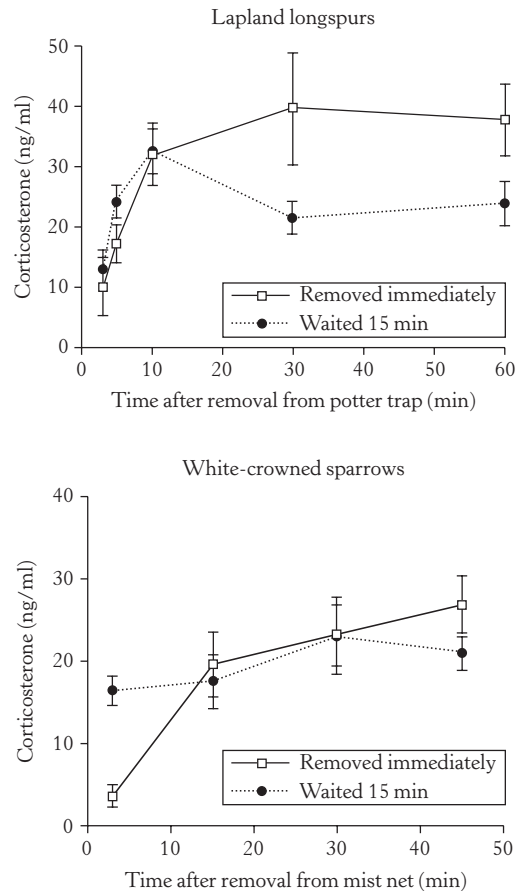 Lapland longspurs
50
40
30
20
10
0
Corticosterone (ng/ml)
Removed immediately
Waited 15 min
0 10 20 30 40 50 60
Time after removal from potter trap (min)
White-crowned sparrows
40
30
20
10
0
Corticosterone (ng/ml)
Removed immediately
Waited 15 min
0 10 20 30 40 50
Time after removal from mist net (min)